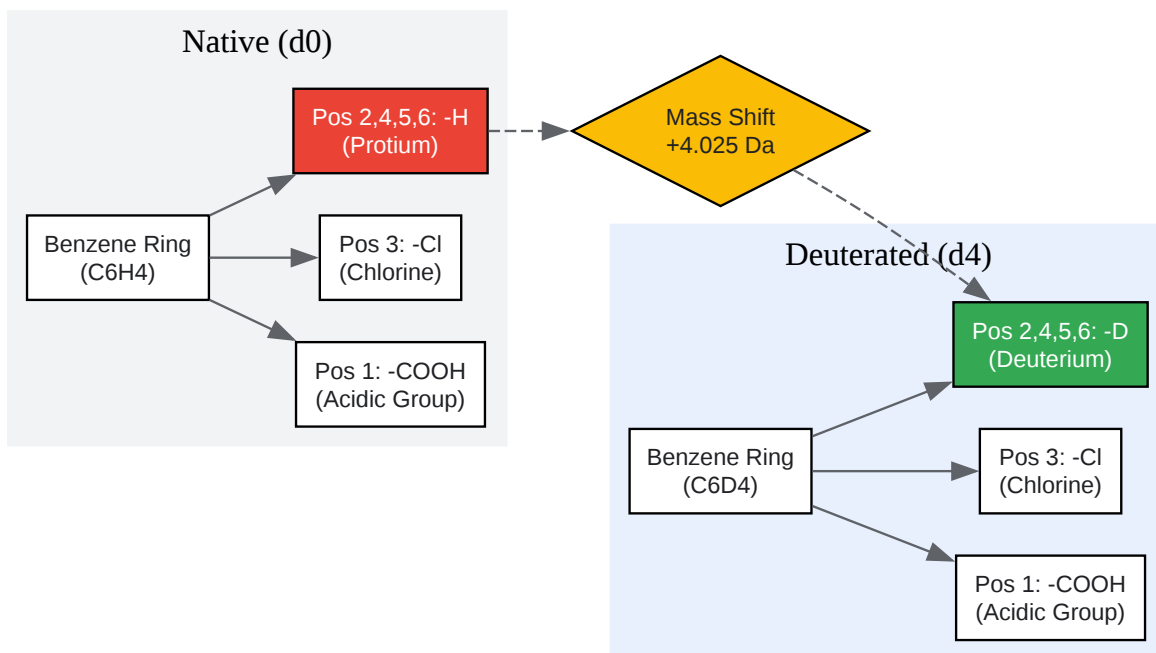 Native (d0)
Pos 2,4,5,6: -H
(Protium)
Benzene Ring
(C6H4)
Pos 3: -Cl
(Chlorine)
Pos 1: -COOH
(Acidic Group)
Mass Shift
+4.025 Da
Deuterated (d4)
Pos 2,4,5,6: -D
(Deuterium)
Benzene Ring
(C6D4)
Pos 3: -Cl
(Chlorine)
Pos 1: -COOH
(Acidic Group)